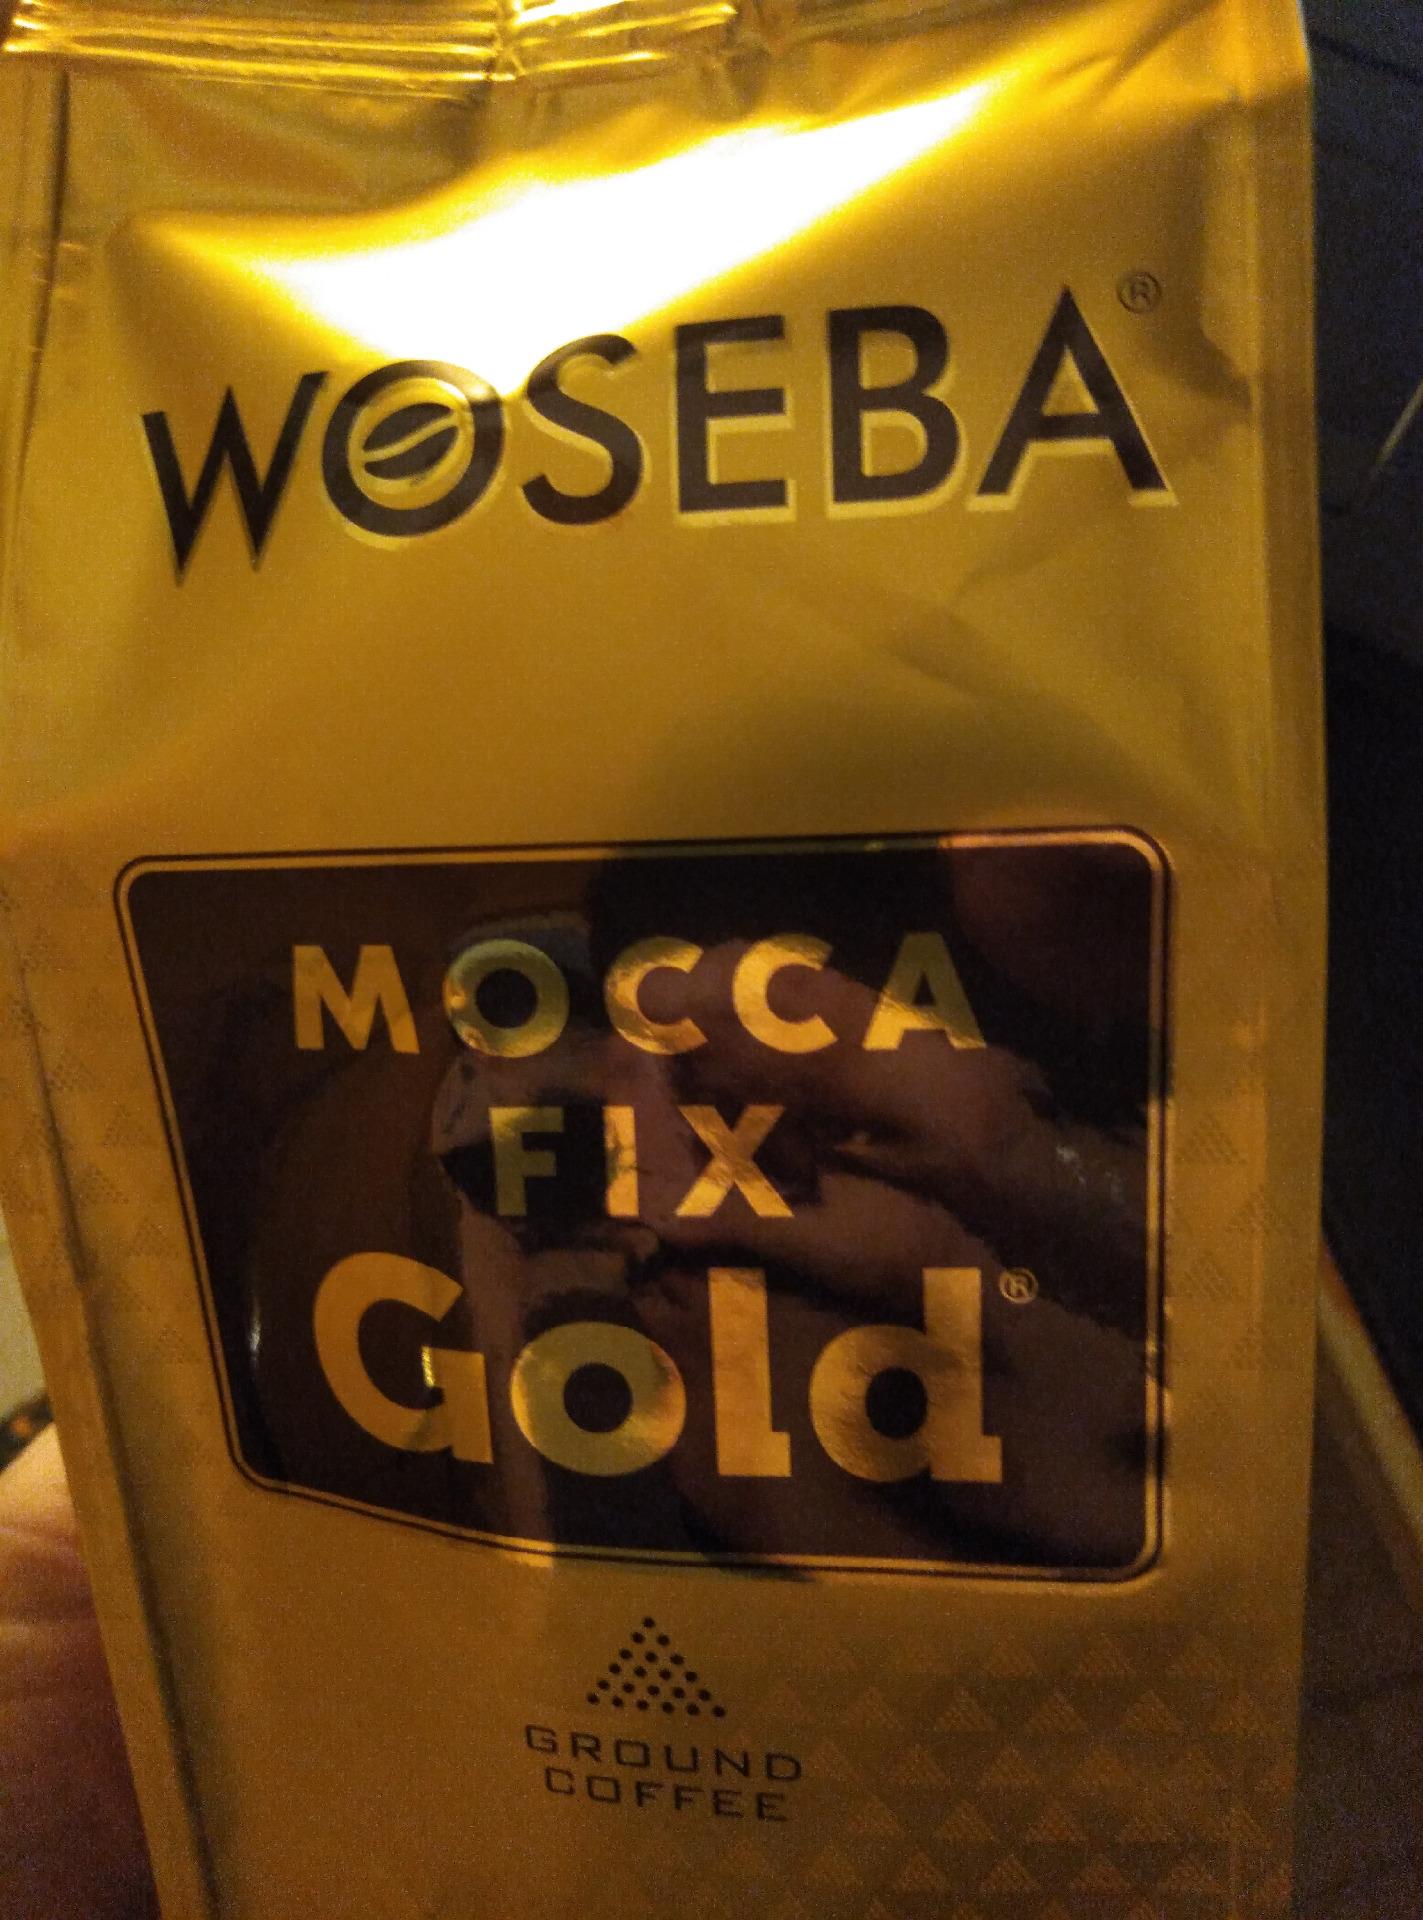 WOSEBA®
MOCCA
FIX
Gold®
GROUND
COFFEE